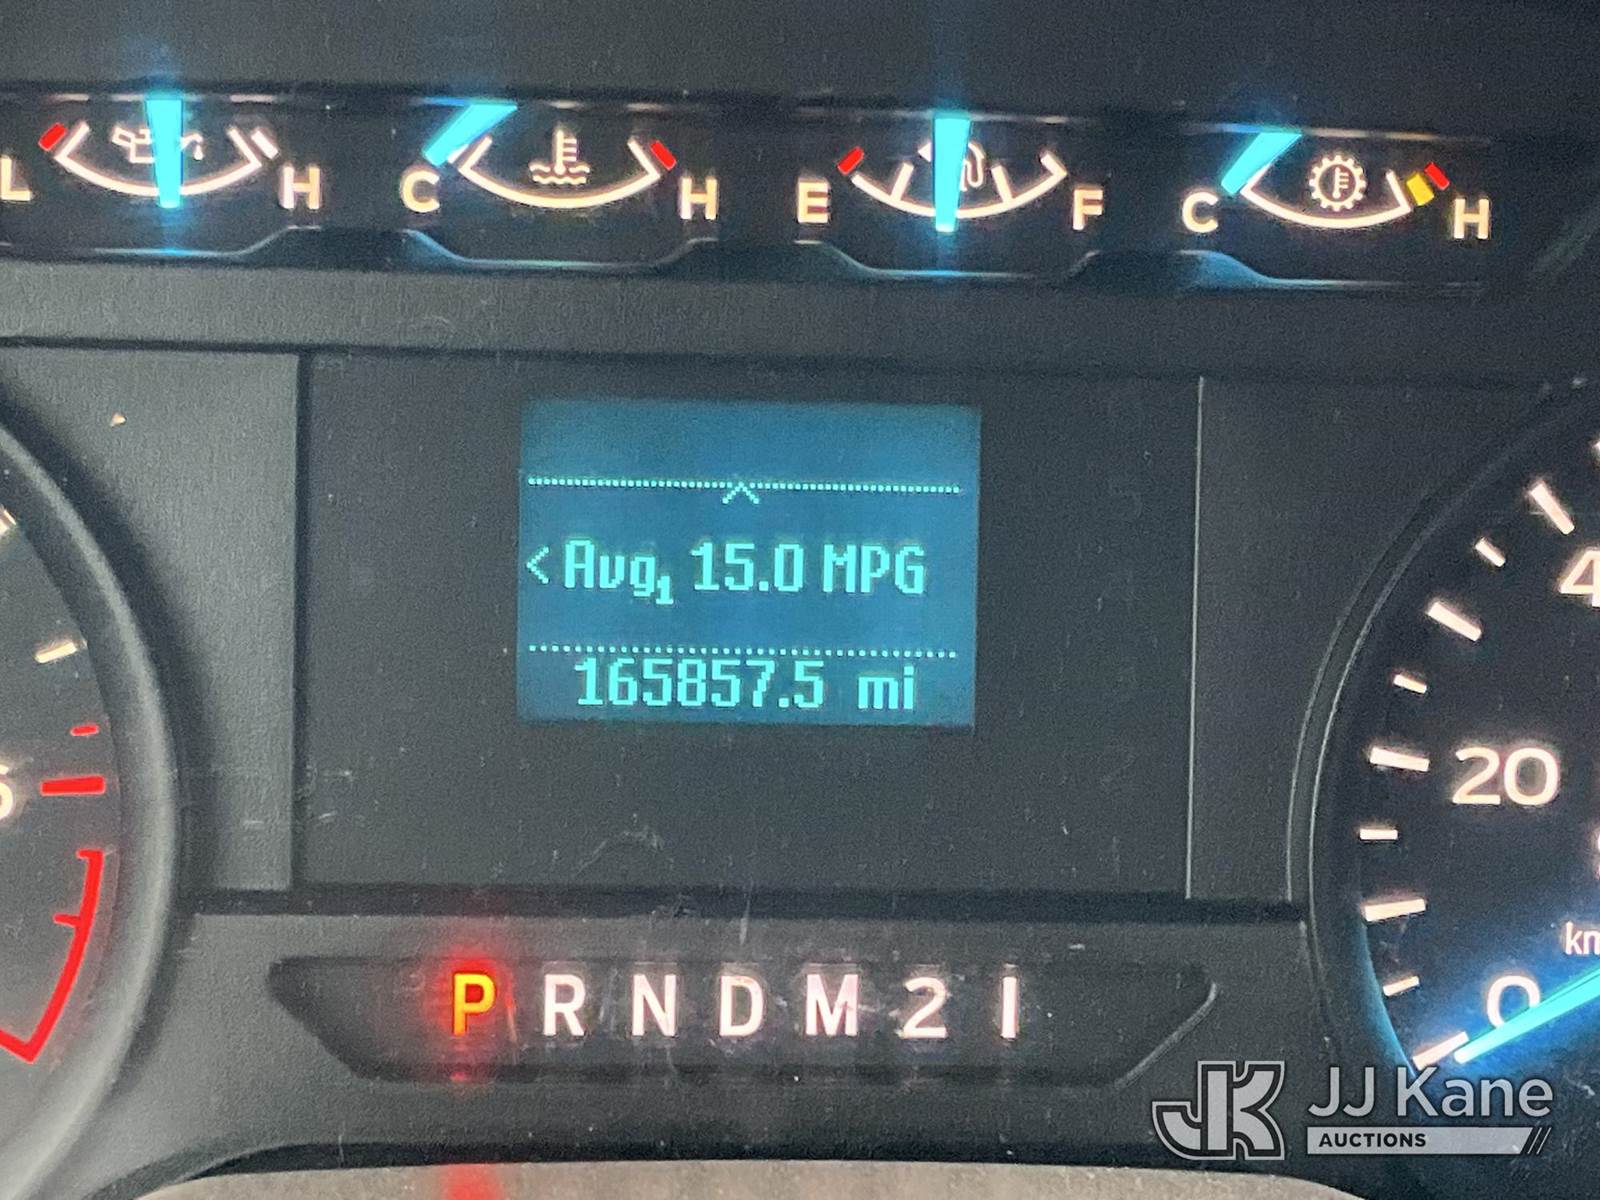 L H C H E F C H
< Avg1 15.0 MPG
165857.5 mi
20
0
P R N D M 2 1
JJ Kane
AUCTIONS